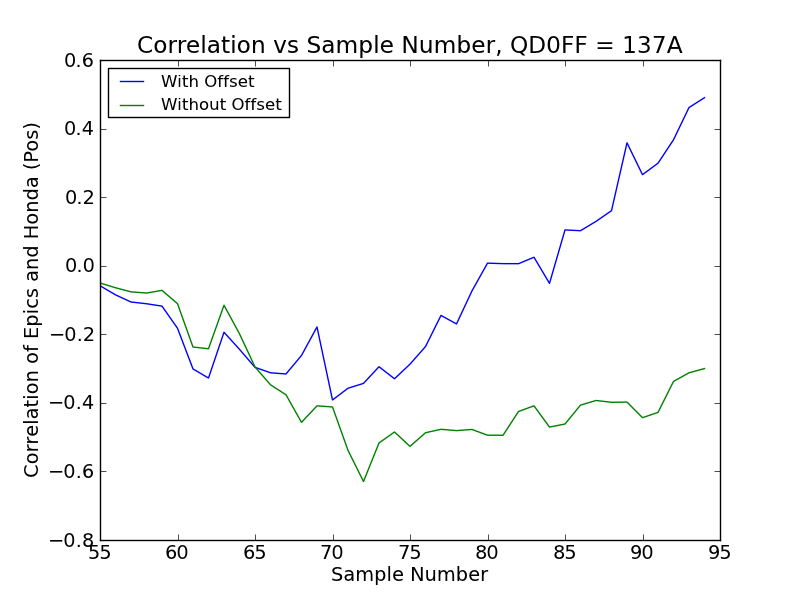 Correlation vs Sample Number, QD0FF = 137A
With Offset
Without Offset
Correlation of Epics and Honda (Pos)
0.6
0.4
0.2
0.0
−0.2
−0.4
−0.6
−0.8
55 60 65 70 75 80 85 90 95
Sample Number